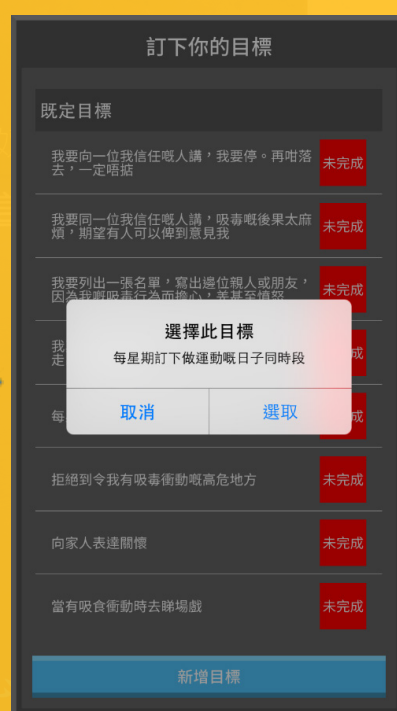 訂下你的目標
既定目標
我要向一位我信任嘅人講，我要停。再咁落
去，一定唔掂
未完成
我要同一位我信任嘅人講，吸毒嘅後果太麻
煩，期望有人可以俾到意見我
未完成
我要列出一張名單，寫出邊位親人或朋友，
因為我嘅吸毒行為而擔心，善甚至憤怒
未完成
選擇此目標
每星期訂下做運動嘅日子同時段
我
走
成
取消
選取
每
成
拒絕到令我有吸毒衝動嘅高危地方
未完成
向家人表達關懷
未完成
當有吸食衝動時去睇場戲
未完成
新增目標